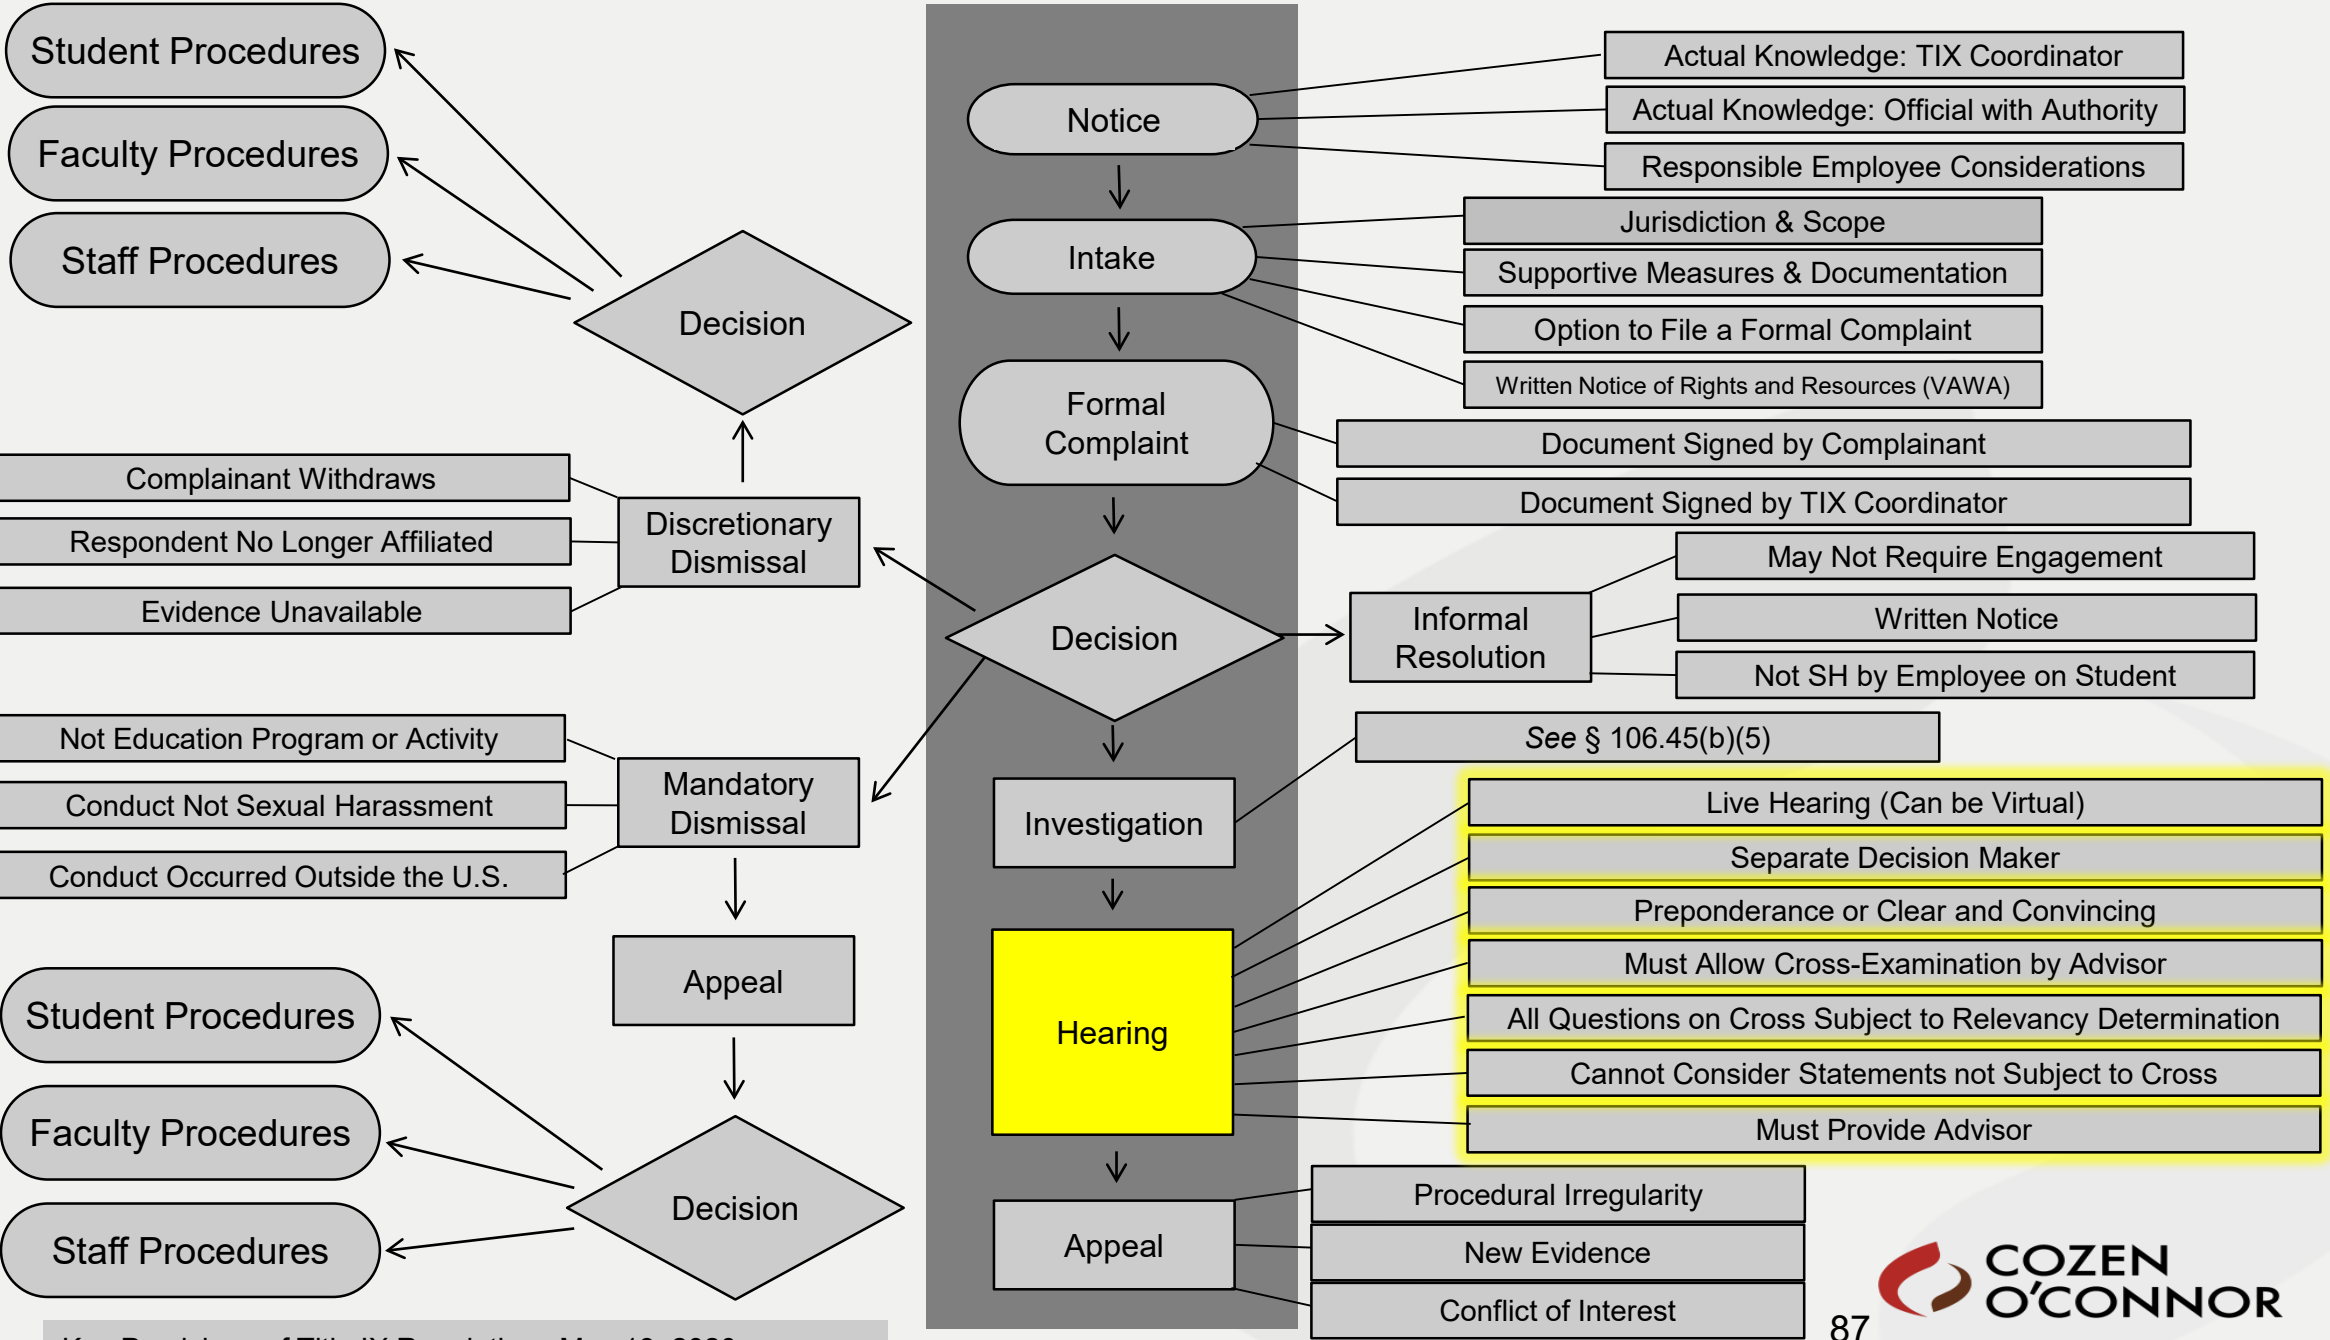 Student Procedures
Faculty Procedures
Staff Procedures
Decision
Complainant Withdraws
Respondent No Longer Affiliated
Evidence Unavailable
Discretionary
Dismissal
Not Education Program or Activity
Conduct Not Sexual Harassment
Conduct Occurred Outside the U.S.
Mandatory
Dismissal
Appeal
Student Procedures
Faculty Procedures
Staff Procedures
Decision
Notice
Actual Knowledge: TIX Coordinator
Actual Knowledge: Official with Authority
Responsible Employee Considerations
Intake
Jurisdiction & Scope
Supportive Measures & Documentation
Option to File a Formal Complaint
Written Notice of Rights and Resources (VAWA)
Formal
Complaint
Document Signed by Complainant
Document Signed by TIX Coordinator
Decision
Informal
Resolution
May Not Require Engagement
Written Notice
Not SH by Employee on Student
Investigation
See § 106.45(b)(5)
Hearing
Live Hearing (Can be Virtual)
Separate Decision Maker
Preponderance or Clear and Convincing
Must Allow Cross-Examination by Advisor
All Questions on Cross Subject to Relevancy Determination
Cannot Consider Statements not Subject to Cross
Must Provide Advisor
Appeal
Procedural Irregularity
New Evidence
Conflict of Interest
87
COZEN
O'CONNOR